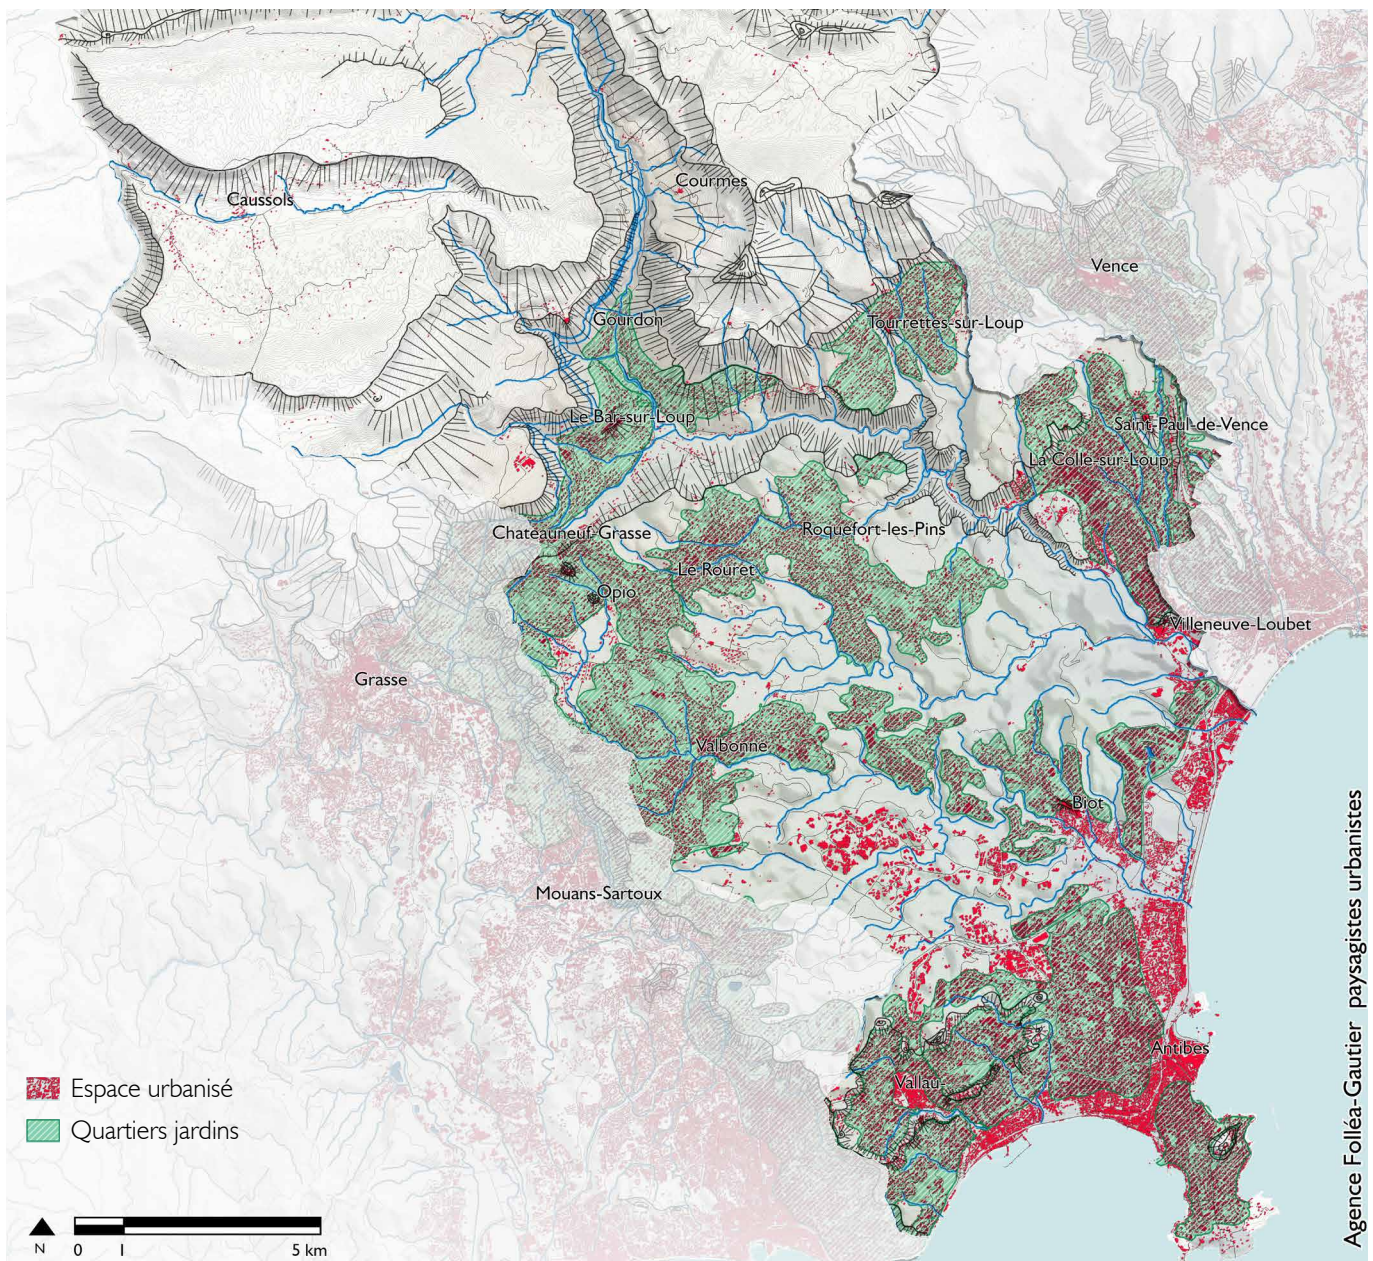 Courmes
Caussols
Vence
Gourdon
Tourrettes-sur-Loup
Le Bar-sur-Loup
Saint-Paul-de-Vence
La Colle-sur-Loup
Chateauneuf-Grasse
Roquefort-les-Pins
Le Rouret
Opio
Villeneuve-Loubet
Grasse
Valbonne
Biot
Mouans-Sartoux
Antibes
Vallau-
Espace urbanisé
Quartiers jardins
N
0 1 5 km
Agence Folléa-Gautier paysagistes urbanistes